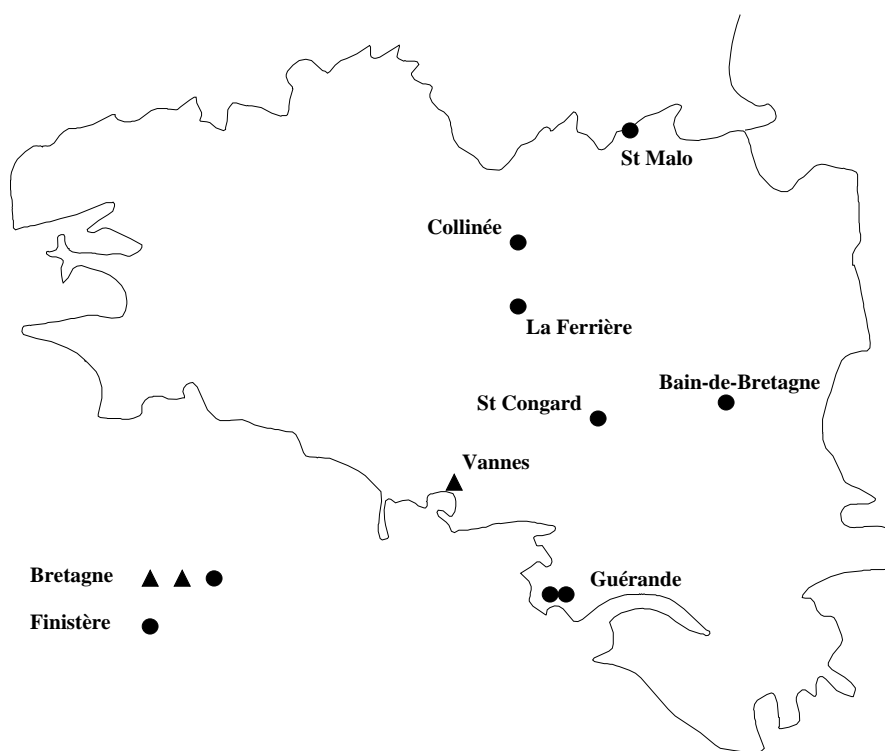 St Malo
Collinée
La Ferrière
Bain-de-Bretagne
St Congard
Vannes
Bretagne
Guérande
Finistère